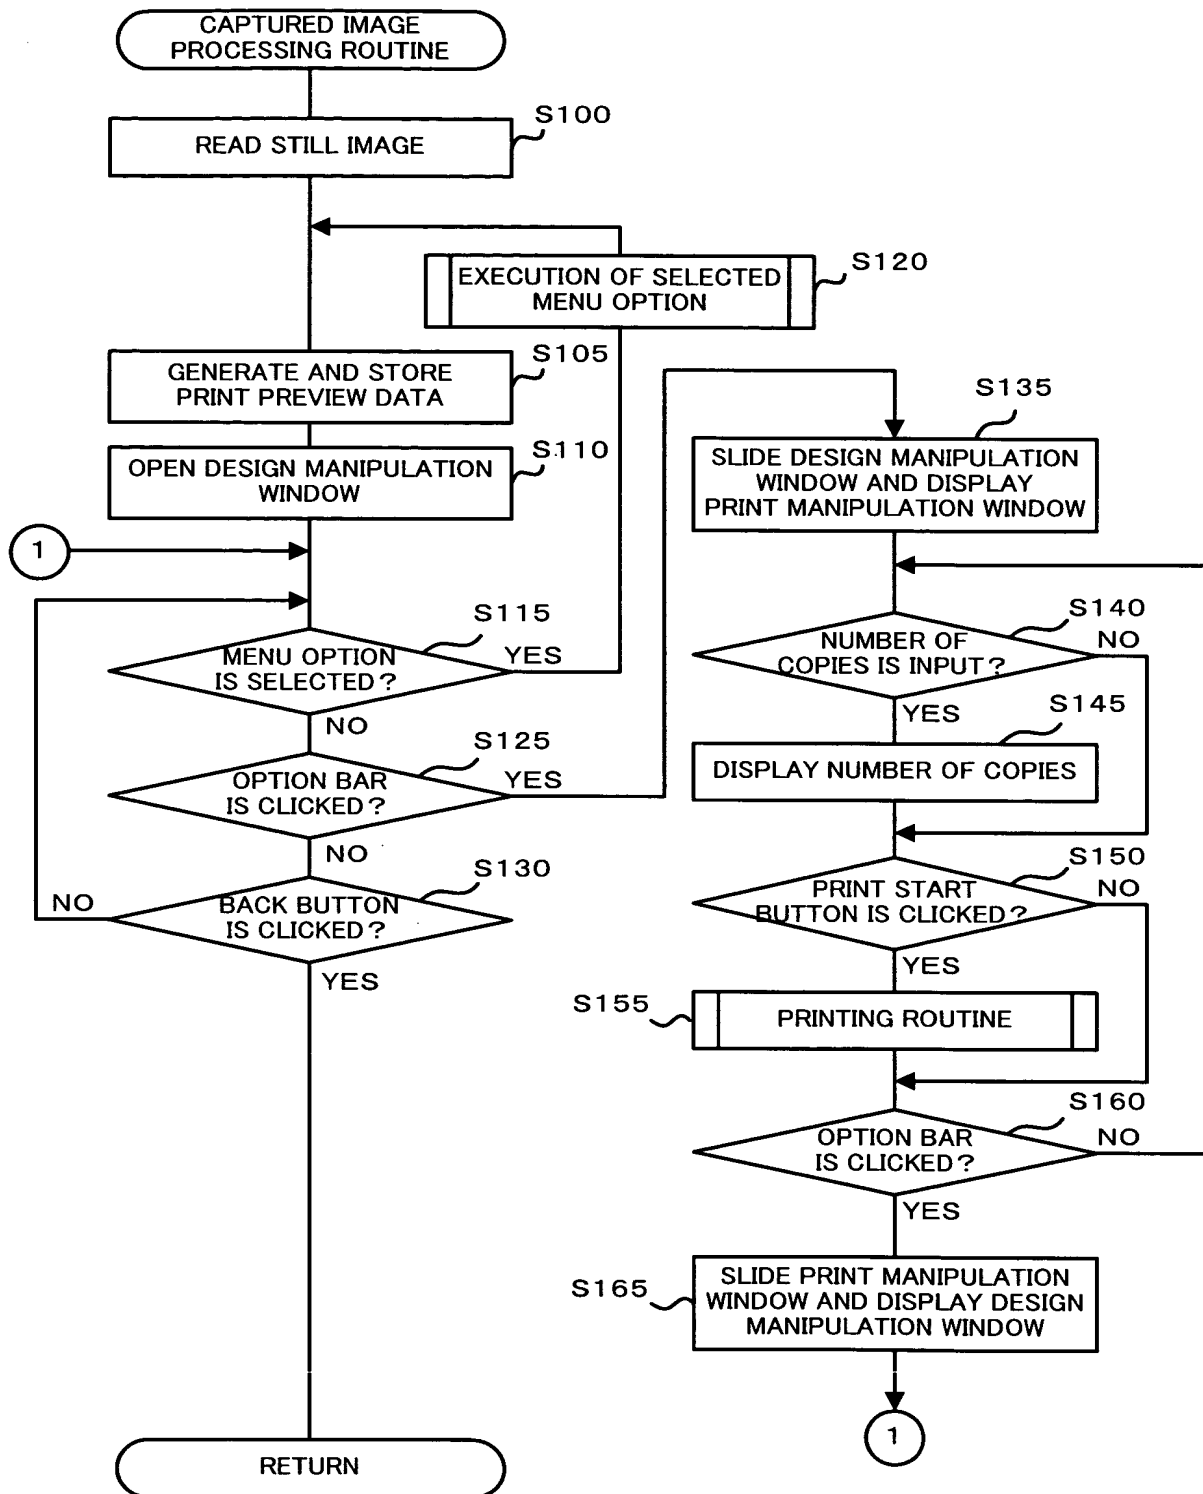 CAPTURED IMAGE
PROCESSING ROUTINE
S100
READ STILL IMAGE
S120
EXECUTION OF SELECTED
MENU OPTION
S105
GENERATE AND STORE
PRINT PREVIEW DATA
S110
OPEN DESIGN MANIPULATION
WINDOW
1
S115
MENU OPTION
IS SELECTED?
YES
NO
S125
OPTION BAR
IS CLICKED?
YES
NO
S130
BACK BUTTON
IS CLICKED?
NO
YES
RETURN
S135
SLIDE DESIGN MANIPULATION
WINDOW AND DISPLAY
PRINT MANIPULATION WINDOW
S140
NUMBER OF
COPIES IS INPUT?
NO
YES
S145
DISPLAY NUMBER OF COPIES
S150
PRINT START
BUTTON IS CLICKED?
NO
YES
S155
PRINTING ROUTINE
S160
OPTION BAR
IS CLICKED?
NO
YES
S165
SLIDE PRINT MANIPULATION
WINDOW AND DISPLAY DESIGN
MANIPULATION WINDOW
1